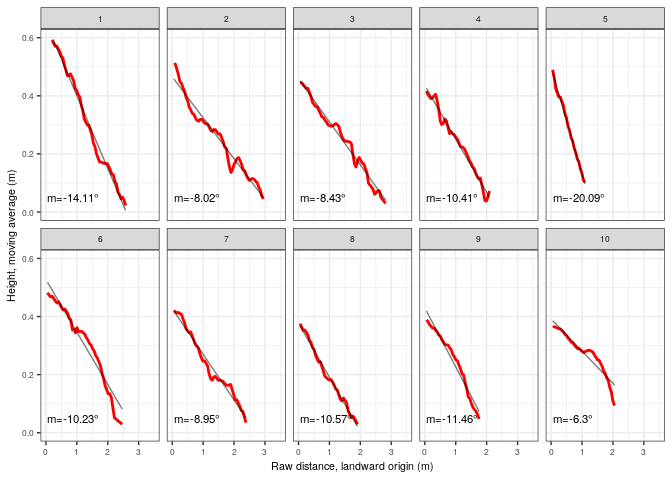 1 2 3 4 5
0.6
0.4
0.2
0.0
m=-14.11° m=-8.02° m=-8.43° m=-10.41° m=-20.09°
6 7 8 9 10
0.6
0.4
0.2
0.0
m=-10.23° m=-8.95° m=-10.57° m=-11.46° m=-6.3°
0 1 2 3 0 1 2 3 0 1 2 3 0 1 2 3 0 1 2 3
Raw distance, landward origin (m)
Height, moving average (m)